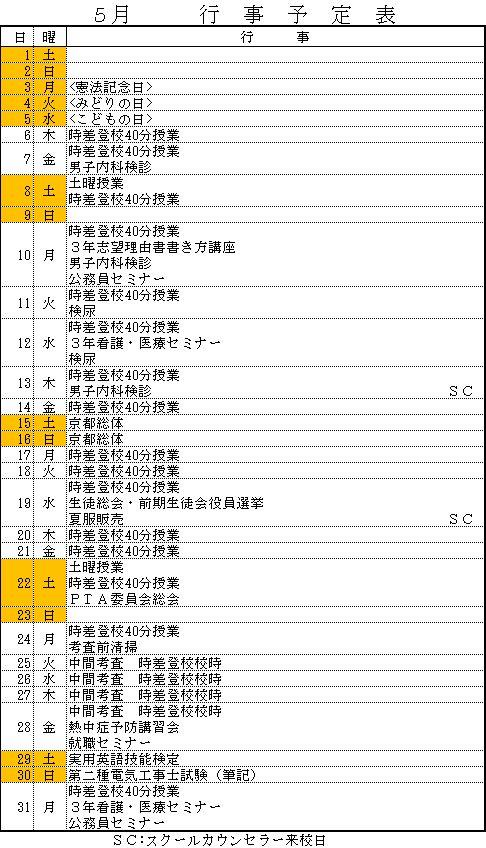 ５月　行事予定表
日 曜 行　事
1 土
2 日
3 月 <憲法記念日>
4 火 <みどりの日>
5 水 <こどもの日>
6 木 時差登校40分授業
7 金 時差登校40分授業
男子内科検診
8 土 土曜授業
時差登校40分授業
9 日
10 月 時差登校40分授業
３年志望理由書書き方講座
男子内科検診
公務員セミナー
11 火 時差登校40分授業
検尿
12 水 時差登校40分授業
３年看護・医療セミナー
検尿
13 木 時差登校40分授業
男子内科検診 ＳＣ
14 金 時差登校40分授業
15 土 京都総体
16 日 京都総体
17 月 時差登校40分授業
18 火 時差登校40分授業
19 水 時差登校40分授業
生徒総会・前期生徒会役員選挙
夏服販売 ＳＣ
20 木 時差登校40分授業
21 金 時差登校40分授業
22 土 土曜授業
時差登校40分授業
ＰＴＡ委員会総会
23 日
24 月 時差登校40分授業
考査前清掃
25 火 中間考査　時差登校校時
26 水 中間考査　時差登校校時
27 木 中間考査　時差登校校時
28 金 中間考査　時差登校校時
熱中症予防講習会
就職セミナー
29 土 実用英語技能検定
30 日 第二種電気工事士試験（筆記）
31 月 時差登校40分授業
３年看護・医療セミナー
公務員セミナー
ＳＣ：スクールカウンセラー来校日